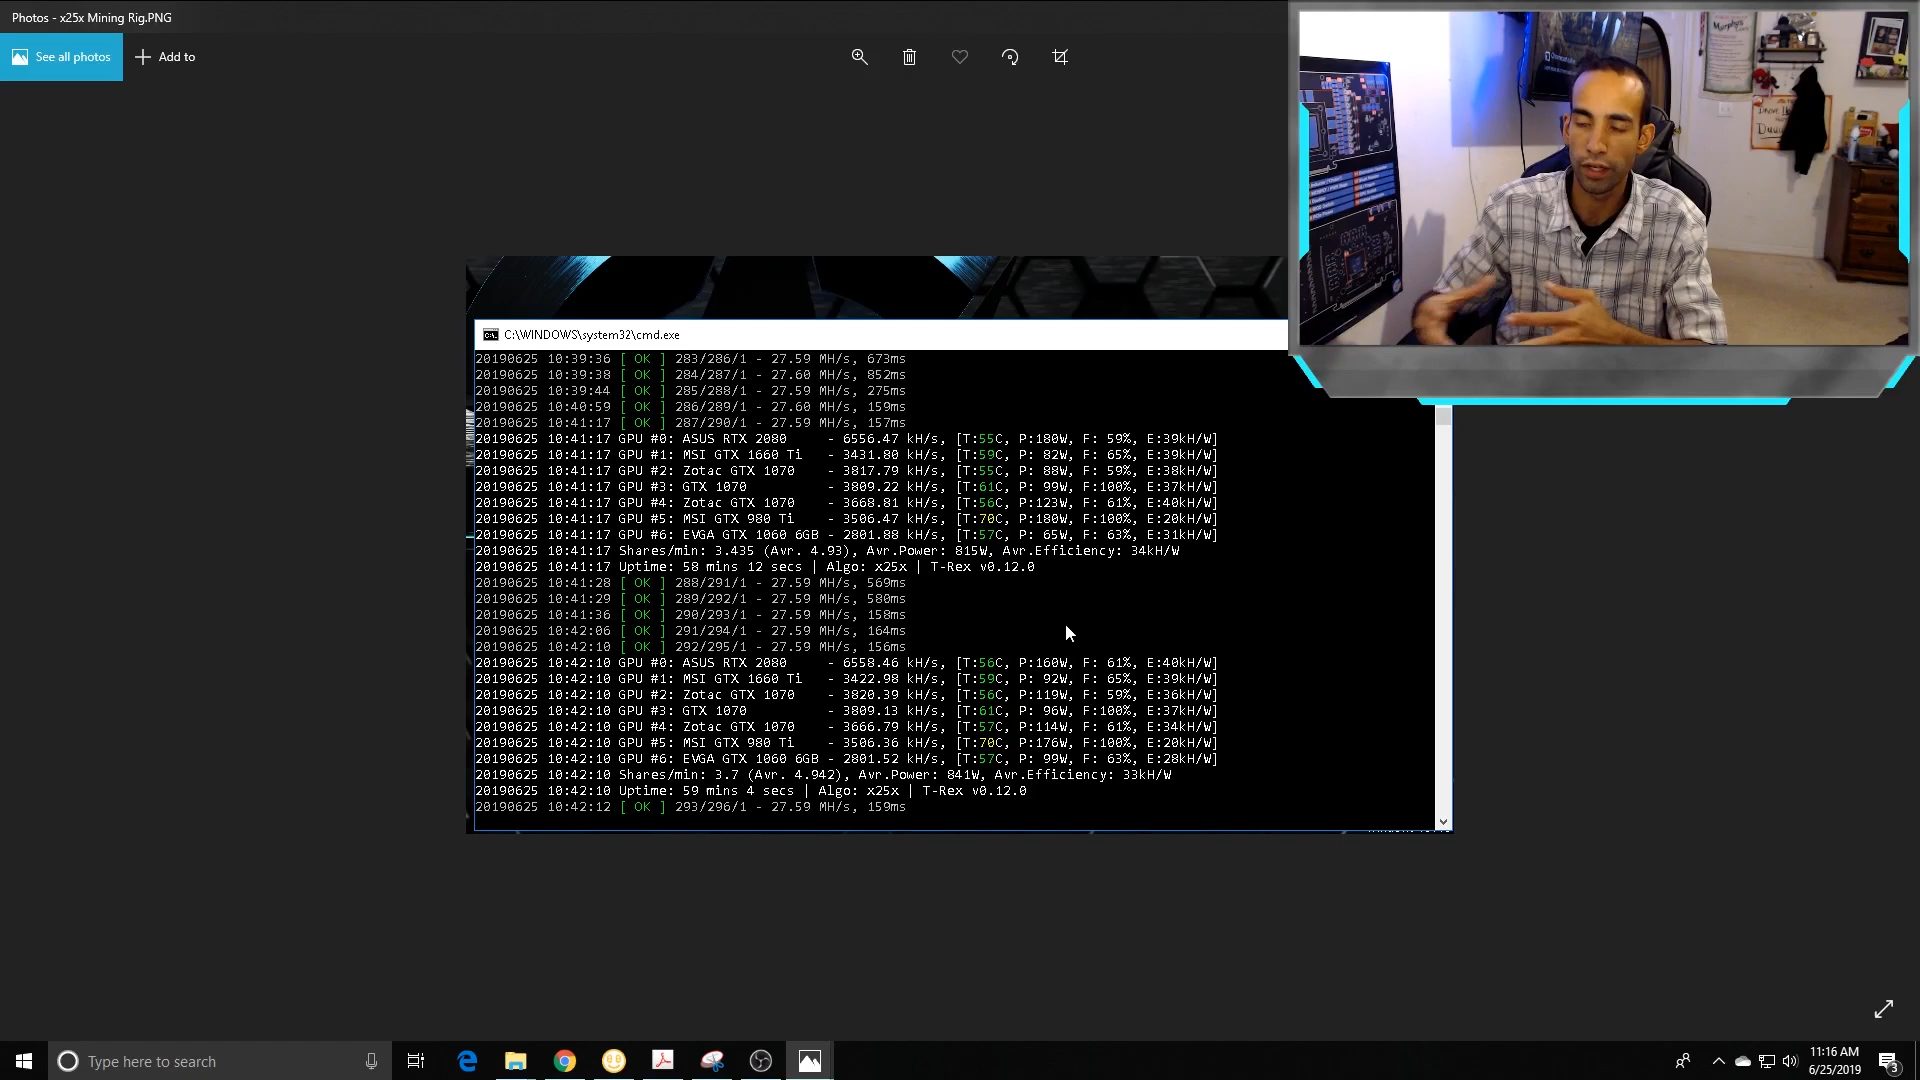 Photos - x25x Mining Rig.PNG
See all photos
Add to
C:\WINDOWS\system32\cmd.exe
20190625 10:39:36 [ OK ] 283/286/1 - 27.59 MH/s, 673ms
20190625 10:39:38 [ OK ] 284/287/1 - 27.60 MH/s, 852ms
20190625 10:39:44 [ OK ] 285/288/1 - 27.59 MH/s, 275ms
20190625 10:40:59 [ OK ] 286/289/1 - 27.60 MH/s, 159ms
20190625 10:41:17 [ OK ] 287/290/1 - 27.59 MH/s, 157ms
20190625 10:41:17 GPU #0: ASUS RTX 2080 - 6556.47 kH/s, [T:55C, P:180W, F: 59%, E:39kH/W]
20190625 10:41:17 GPU #1: MSI GTX 1660 Ti - 3431.80 kH/s, [T:59C, P: 82W, F: 65%, E:39kH/W]
20190625 10:41:17 GPU #2: Zotac GTX 1070 - 3817.79 kH/s, [T:55C, P: 88W, F: 59%, E:38kH/W]
20190625 10:41:17 GPU #3: GTX 1070 - 3809.22 kH/s, [T:61C, P: 99W, F:100%, E:37kH/W]
20190625 10:41:17 GPU #4: Zotac GTX 1070 - 3668.81 kH/s, [T:56C, P:123W, F: 61%, E:40kH/W]
20190625 10:41:17 GPU #5: MSI GTX 980 Ti - 3506.47 kH/s, [T:70C, P:180W, F:100%, E:20kH/W]
20190625 10:41:17 GPU #6: EVGA GTX 1060 6GB - 2801.88 kH/s, [T:57C, P: 65W, F: 63%, E:31kH/W]
20190625 10:41:17 Shares/min: 3.435 (Avr. 4.93), Avr.Power: 815W, Avr.Efficiency: 34kH/W
20190625 10:41:17 Uptime: 58 mins 12 secs | Algo: x25x | T-Rex v0.12.0
20190625 10:41:28 [ OK ] 288/291/1 - 27.59 MH/s, 569ms
20190625 10:41:29 [ OK ] 289/292/1 - 27.59 MH/s, 580ms
20190625 10:41:36 [ OK ] 290/293/1 - 27.59 MH/s, 158ms
20190625 10:42:06 [ OK ] 291/294/1 - 27.59 MH/s, 164ms
20190625 10:42:10 [ OK ] 292/295/1 - 27.59 MH/s, 156ms
20190625 10:42:10 GPU #0: ASUS RTX 2080 - 6558.46 kH/s, [T:56C, P:160W, F: 61%, E:40kH/W]
20190625 10:42:10 GPU #1: MSI GTX 1660 Ti - 3422.98 kH/s, [T:59C, P: 92W, F: 65%, E:39kH/W]
20190625 10:42:10 GPU #2: Zotac GTX 1070 - 3820.39 kH/s, [T:56C, P:119W, F: 59%, E:36kH/W]
20190625 10:42:10 GPU #3: GTX 1070 - 3809.13 kH/s, [T:61C, P: 96W, F:100%, E:37kH/W]
20190625 10:42:10 GPU #4: Zotac GTX 1070 - 3666.79 kH/s, [T:57C, P:114W, F: 61%, E:34kH/W]
20190625 10:42:10 GPU #5: MSI GTX 980 Ti - 3506.36 kH/s, [T:70C, P:176W, F:100%, E:20kH/W]
20190625 10:42:10 GPU #6: EVGA GTX 1060 6GB - 2801.52 kH/s, [T:57C, P: 99W, F: 63%, E:28kH/W]
20190625 10:42:10 Shares/min: 3.7 (Avr. 4.942), Avr.Power: 841W, Avr.Efficiency: 33kH/W
20190625 10:42:10 Uptime: 59 mins 4 secs | Algo: x25x | T-Rex v0.12.0
20190625 10:42:12 [ OK ] 293/296/1 - 27.59 MH/s, 159ms
Type here to search
11:16 AM
6/25/2019
3